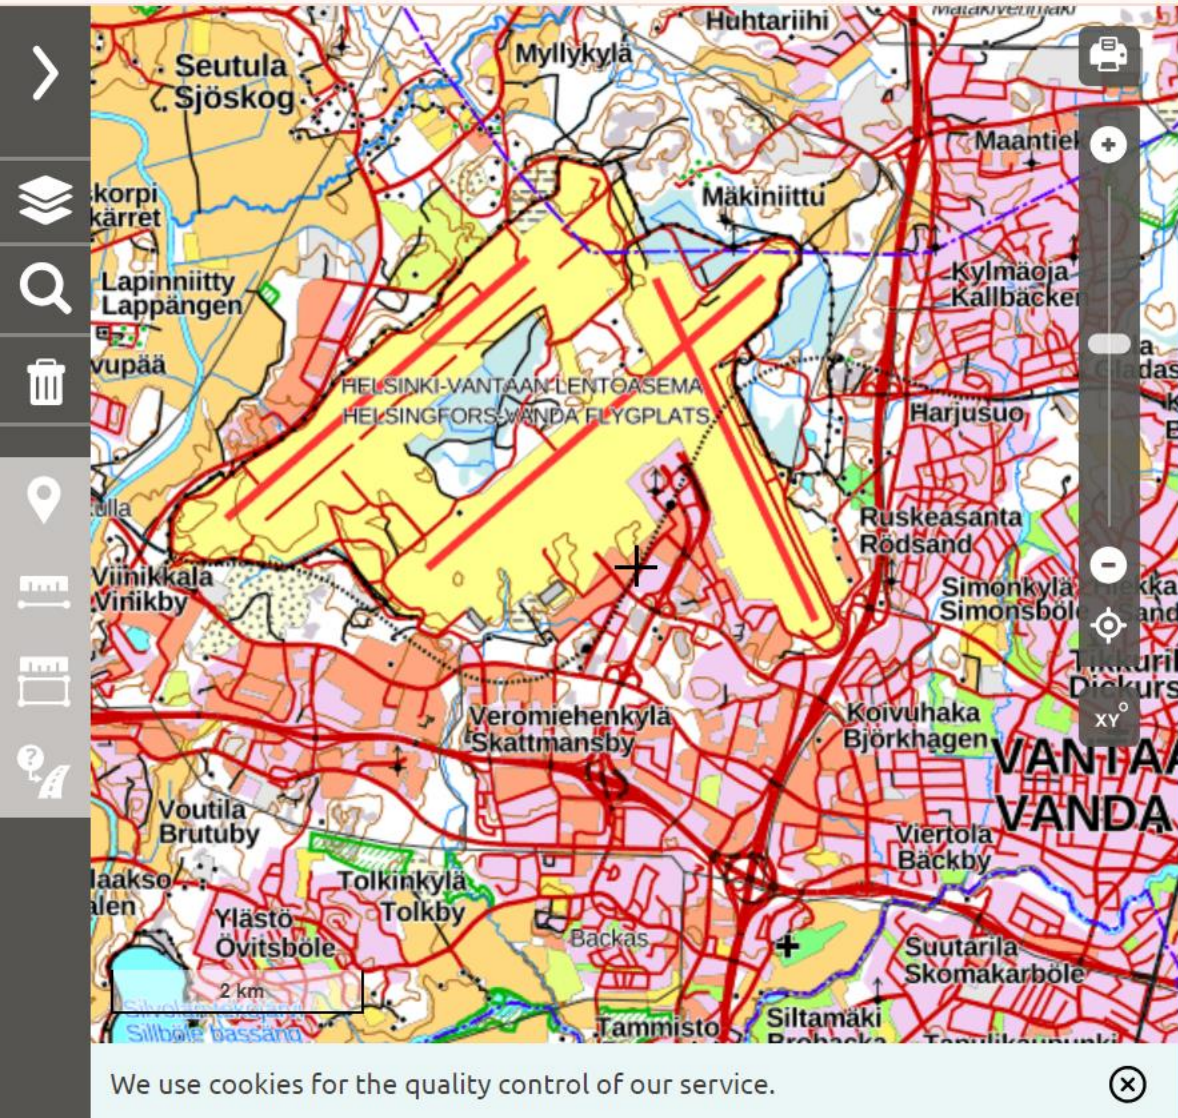 Huhtariihi
Myllykylä
Seutula
Sjöskog
Maantiek
Mäkiniittu
korpi
kärret
Kylmäoja
Kallbäcken
Lapinniitty
Lappängen
vupää
HELSINKI-VANTAAN LENTOASEMA
HELSINGFORS-VANDA FLYGPLATS
Harjusuo
Ruskeasanta
Rödsand
Viinikkala
Vinikby
Simonkylä
Simonsböle
Veromiehenkylä
Skattmansby
Koivuhaka
Björkhagen
XY°
VANTAA
VANDA
Voutila
Brutuby
Viertola
Bäckby
Tolkinkylä
Tolkby
laakso
alen
Ylästö
Övitsböle
Backas
Suutarila
Skomakarböle
2 km
Sillböle bassäng
Tammisto
Siltamäki
We use cookies for the quality control of our service.